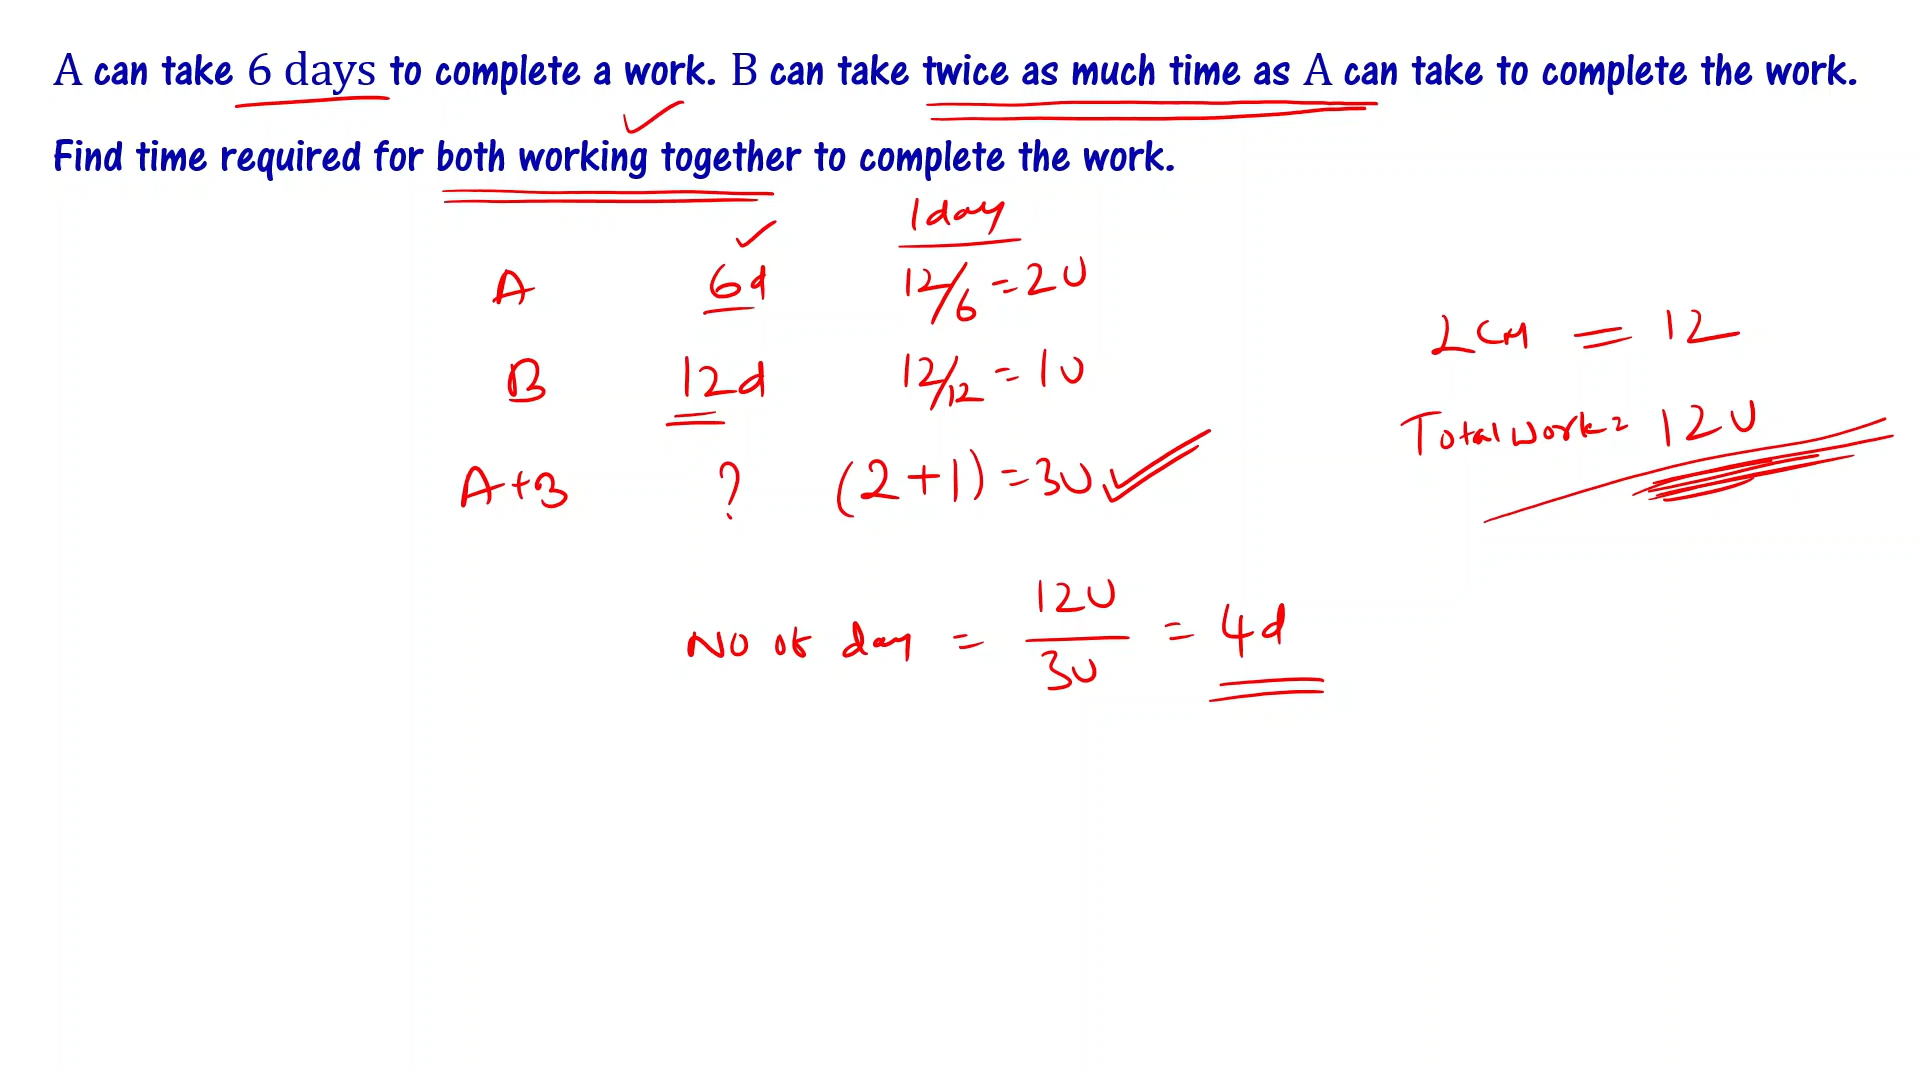 A can take 6 days to complete a work. B can take twice as much time as A can take to complete the work.
Find time required for both working together to complete the work.
1day
A 6d 12/6 = 2U
LCM = 12
B 12d 12/12 = 1U
Total work = 12U
A+B ? (2+1) = 3U
No of day = 12U/3U = 4d